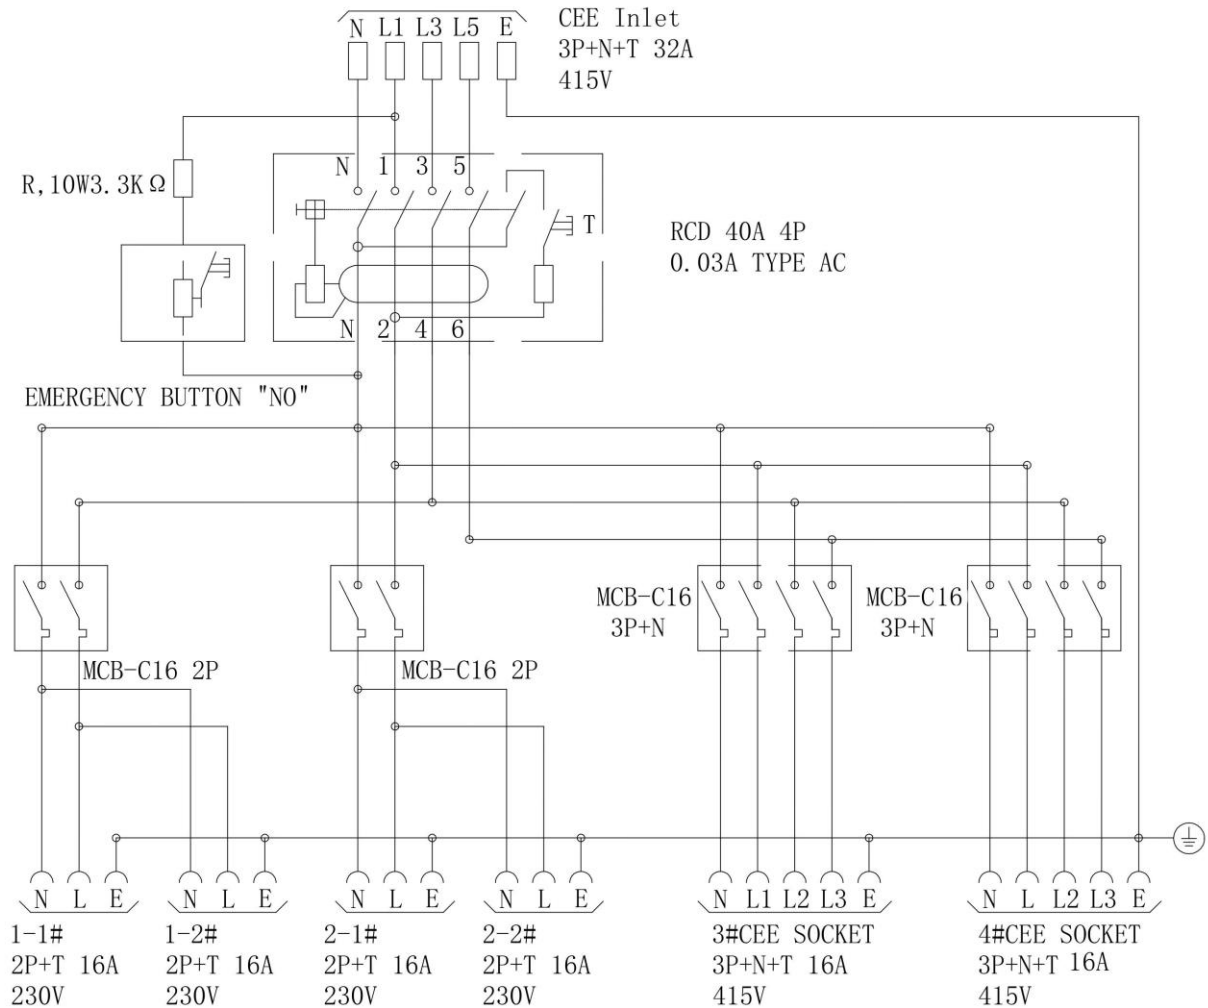 N L1 L3 L5 E
CEE Inlet
3P+N+T 32A
415V
N 1 3 5
R, 10W3.3KΩ
T
RCD 40A 4P
0.03A TYPE AC
N 2 4 6
EMERGENCY BUTTON "NO"
MCB-C16 2P
MCB-C16 2P
MCB-C16
3P+N
MCB-C16
3P+N
N L E
N L E
N L E
N L E
N L1 L2 L3 E
N L L2 L3 E
1-1#
2P+T 16A
230V
1-2#
2P+T 16A
230V
2-1#
2P+T 16A
230V
2-2#
2P+T 16A
230V
3#CEE SOCKET
3P+N+T 16A
415V
4#CEE SOCKET
3P+N+T 16A
415V